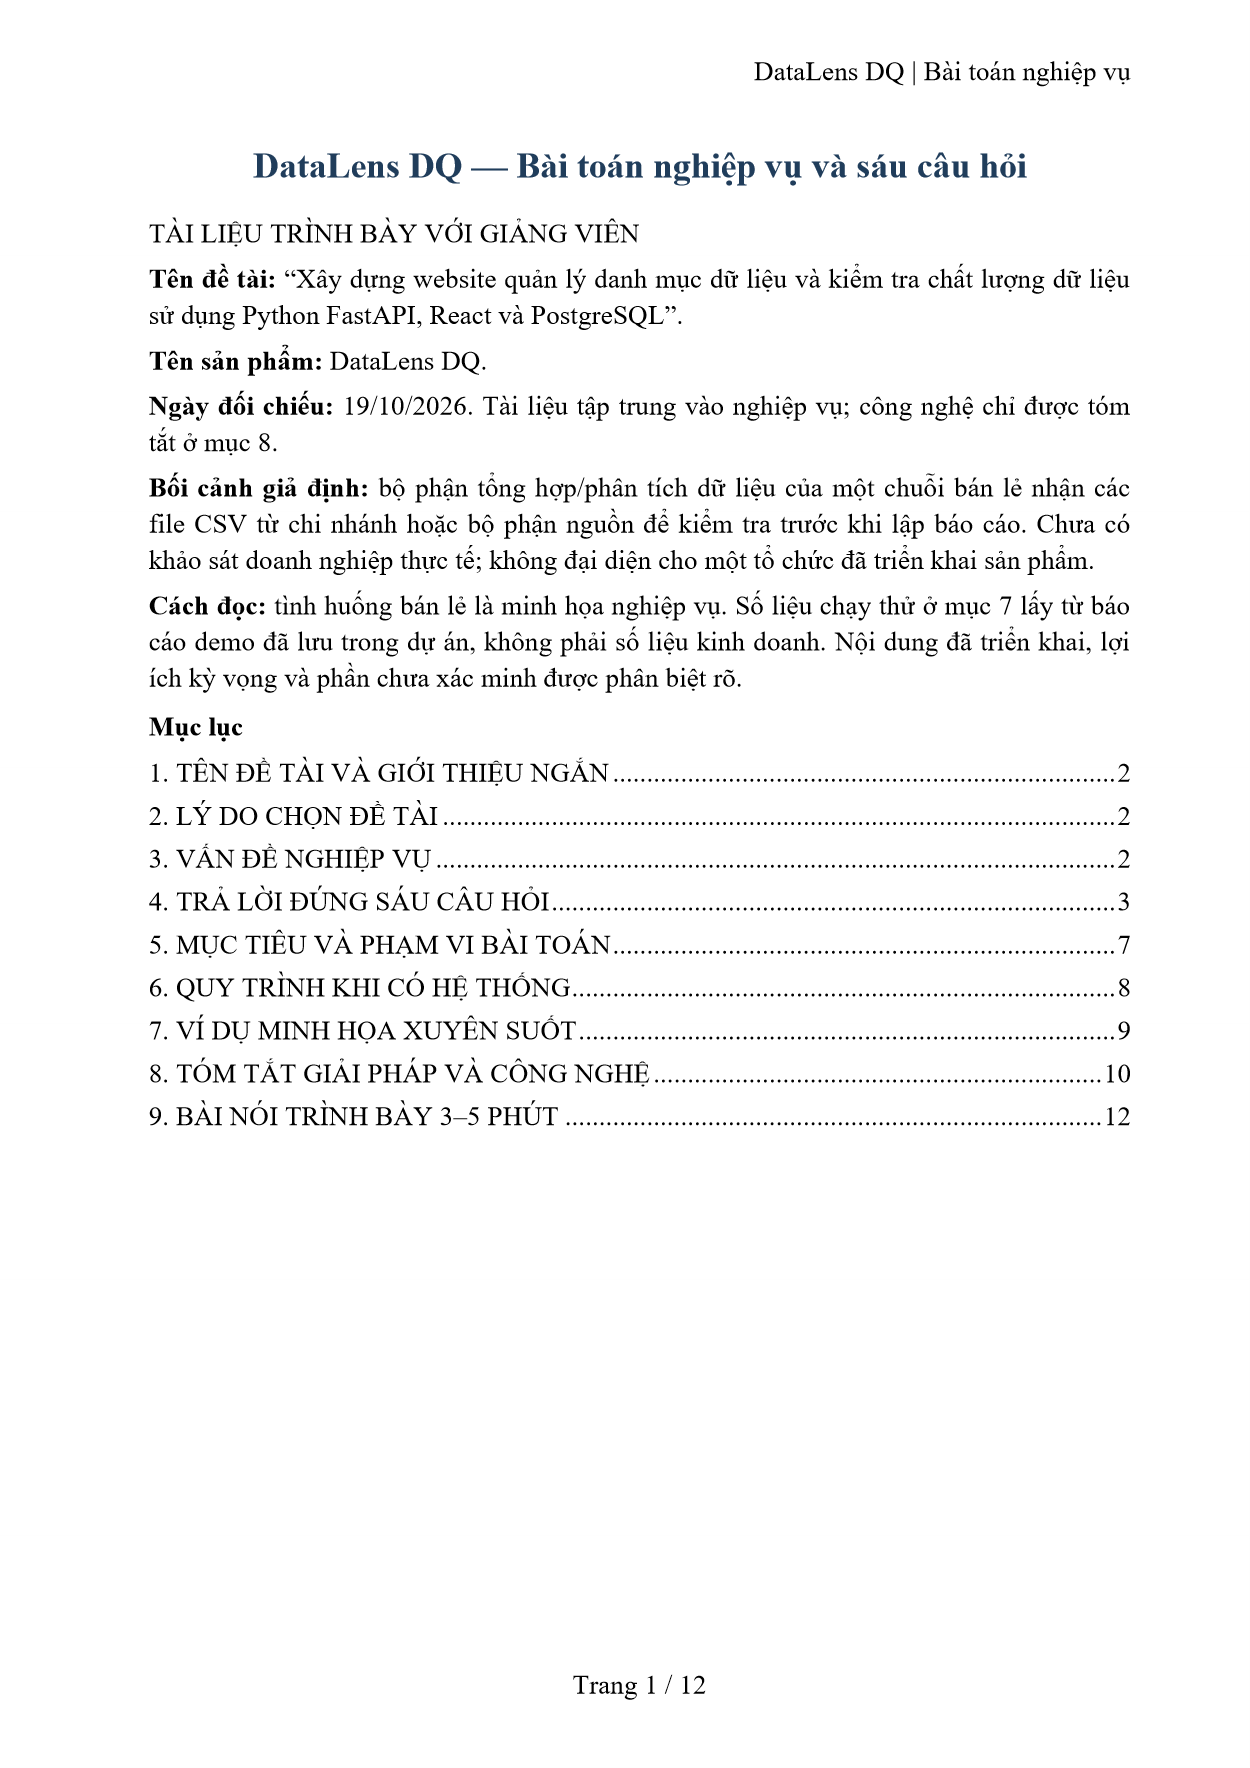 DataLens DQ | Bài toán nghiệp vụ
DataLens DQ — Bài toán nghiệp vụ và sáu câu hỏi
TÀI LIỆU TRÌNH BÀY VỚI GIẢNG VIÊN
Tên đề tài: “Xây dựng website quản lý danh mục dữ liệu và kiểm tra chất lượng dữ liệu
sử dụng Python FastAPI, React và PostgreSQL”.
Tên sản phẩm: DataLens DQ.
Ngày đối chiếu: 19/10/2026. Tài liệu tập trung vào nghiệp vụ; công nghệ chỉ được tóm
tắt ở mục 8.
Bối cảnh giả định: bộ phận tổng hợp/phân tích dữ liệu của một chuỗi bán lẻ nhận các
file CSV từ chi nhánh hoặc bộ phận nguồn để kiểm tra trước khi lập báo cáo. Chưa có
khảo sát doanh nghiệp thực tế; không đại diện cho một tổ chức đã triển khai sản phẩm.
Cách đọc: tình huống bán lẻ là minh họa nghiệp vụ. Số liệu chạy thử ở mục 7 lấy từ báo
cáo demo đã lưu trong dự án, không phải số liệu kinh doanh. Nội dung đã triển khai, lợi
ích kỳ vọng và phần chưa xác minh được phân biệt rõ.
Mục lục
1. TÊN ĐỀ TÀI VÀ GIỚI THIỆU NGẮN ........ 2
2. LÝ DO CHỌN ĐỀ TÀI ........ 2
3. VẤN ĐỀ NGHIỆP VỤ ........ 2
4. TRẢ LỜI ĐÚNG SÁU CÂU HỎI ........ 3
5. MỤC TIÊU VÀ PHẠM VI BÀI TOÁN ........ 7
6. QUY TRÌNH KHI CÓ HỆ THỐNG ........ 8
7. VÍ DỤ MINH HỌA XUYÊN SUỐT ........ 9
8. TÓM TẮT GIẢI PHÁP VÀ CÔNG NGHỆ ........ 10
9. BÀI NÓI TRÌNH BÀY 3–5 PHÚT ........ 12
Trang 1 / 12